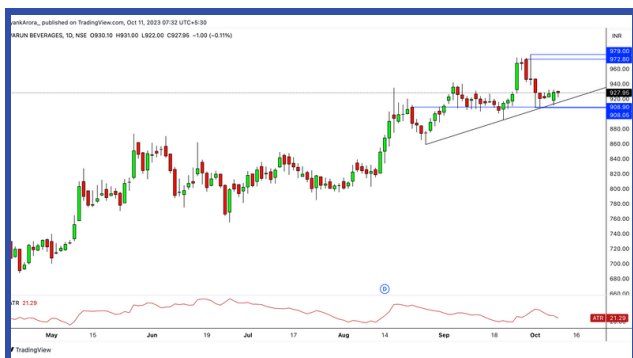 yankArora_ published on TradingView.com, Oct 11, 2023 07:32 UTC+5:30
VARUN BEVERAGES, 1D, NSE O930.10 H931.00 L922.00 C927.95 −1.00 (−0.11%)
INR
979.00
972.80
960.00
940.00
927.95
920.00
908.90
908.05
880.00
860.00
840.00
820.00
800.00
780.00
760.00
740.00
720.00
700.00
680.00
660.00
D
ATR 21.29
ATR 21.29
May 15 Jun 19 Jul 17 Aug 14 Sep 18 Oct 16
TradingView